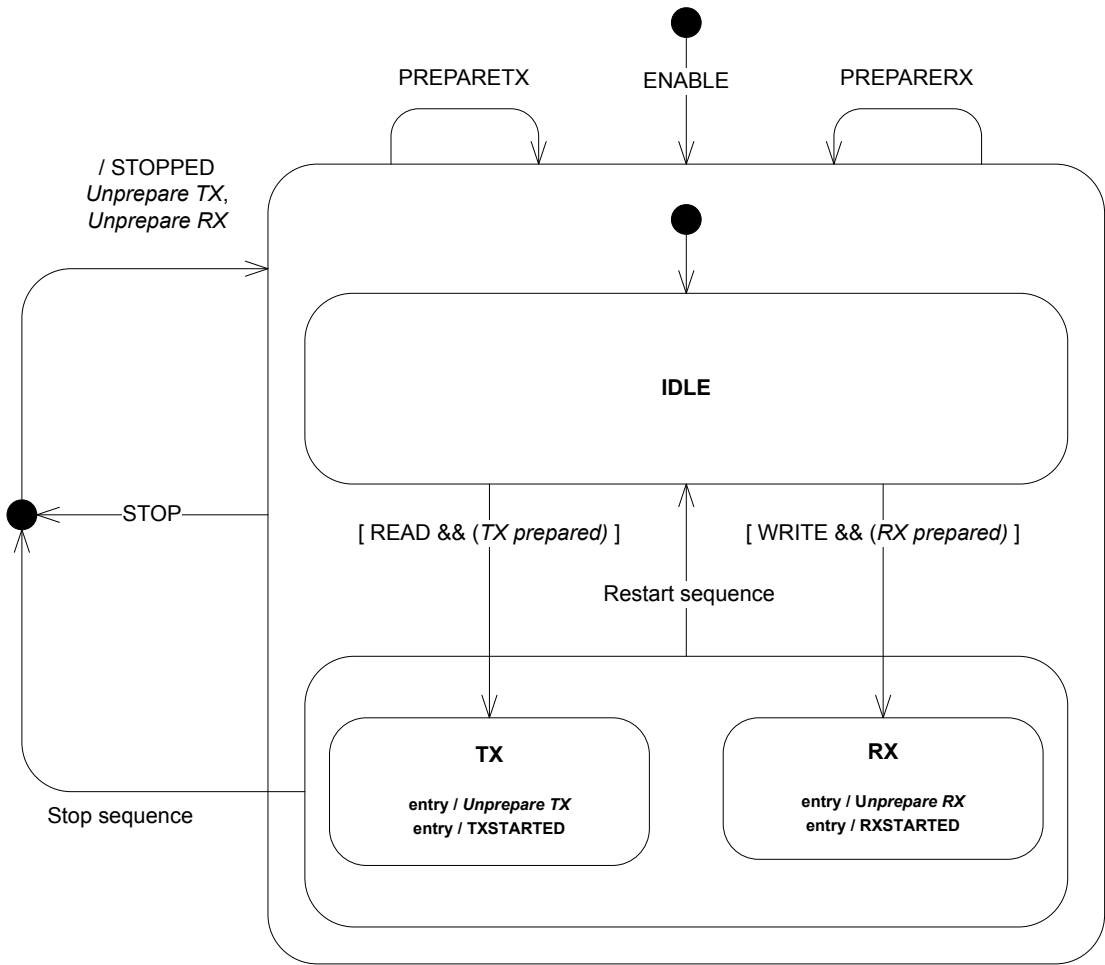 PREPARETX
ENABLE
PREPARERX
/ STOPPED
Unprepare TX,
Unprepare RX
IDLE
STOP
[ READ && (TX prepared) ]
[ WRITE && (RX prepared) ]
Restart sequence
TX
entry / Unprepare TX
entry / TXSTARTED
RX
entry / Unprepare RX
entry / RXSTARTED
Stop sequence